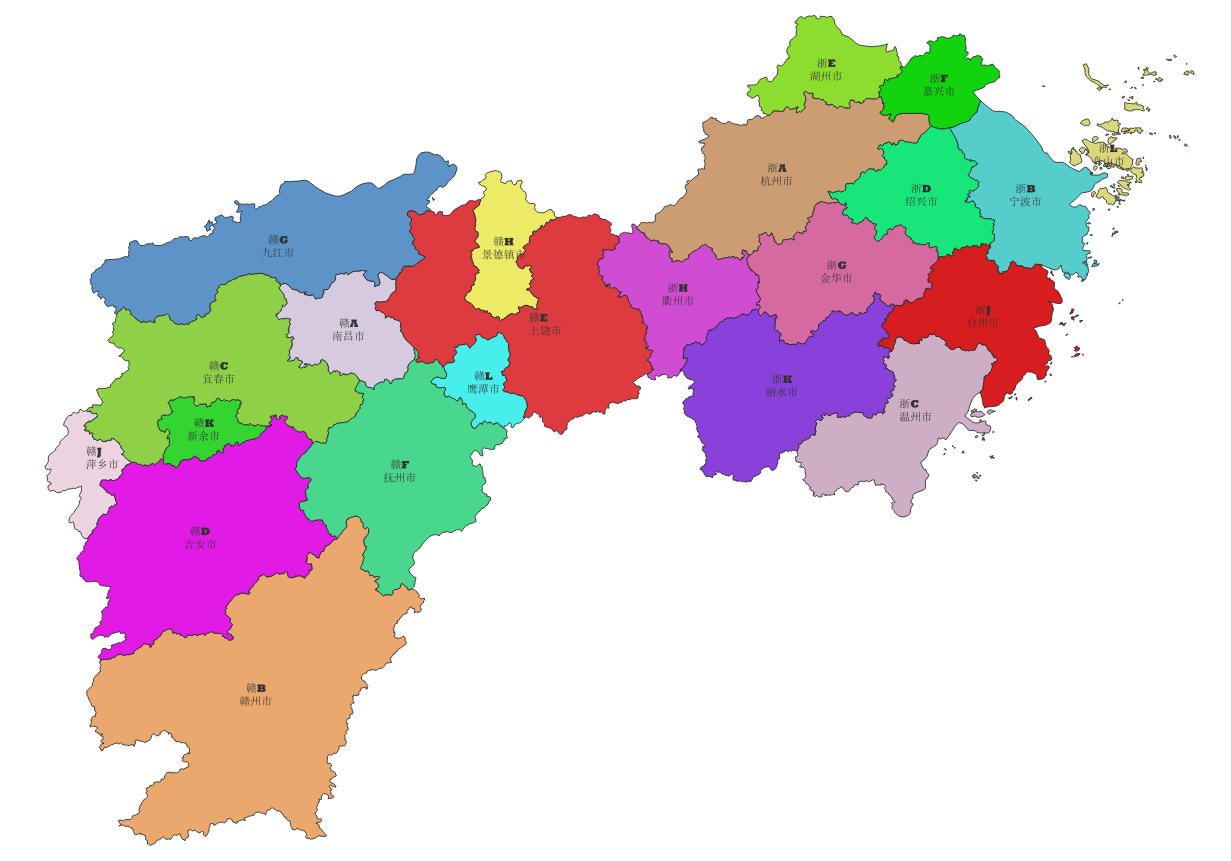 浙E
湖州市
浙F
嘉兴市
浙L
舟山市
浙A
杭州市
浙D
绍兴市
浙B
宁波市
赣G
九江市
赣H
景德镇市
浙G
金华市
浙H
衢州市
赣A
南昌市
赣E
上饶市
浙J
台州市
赣C
宜春市
赣L
鹰潭市
浙K
丽水市
浙C
温州市
赣K
新余市
赣J
萍乡市
赣F
抚州市
赣D
吉安市
赣B
赣州市